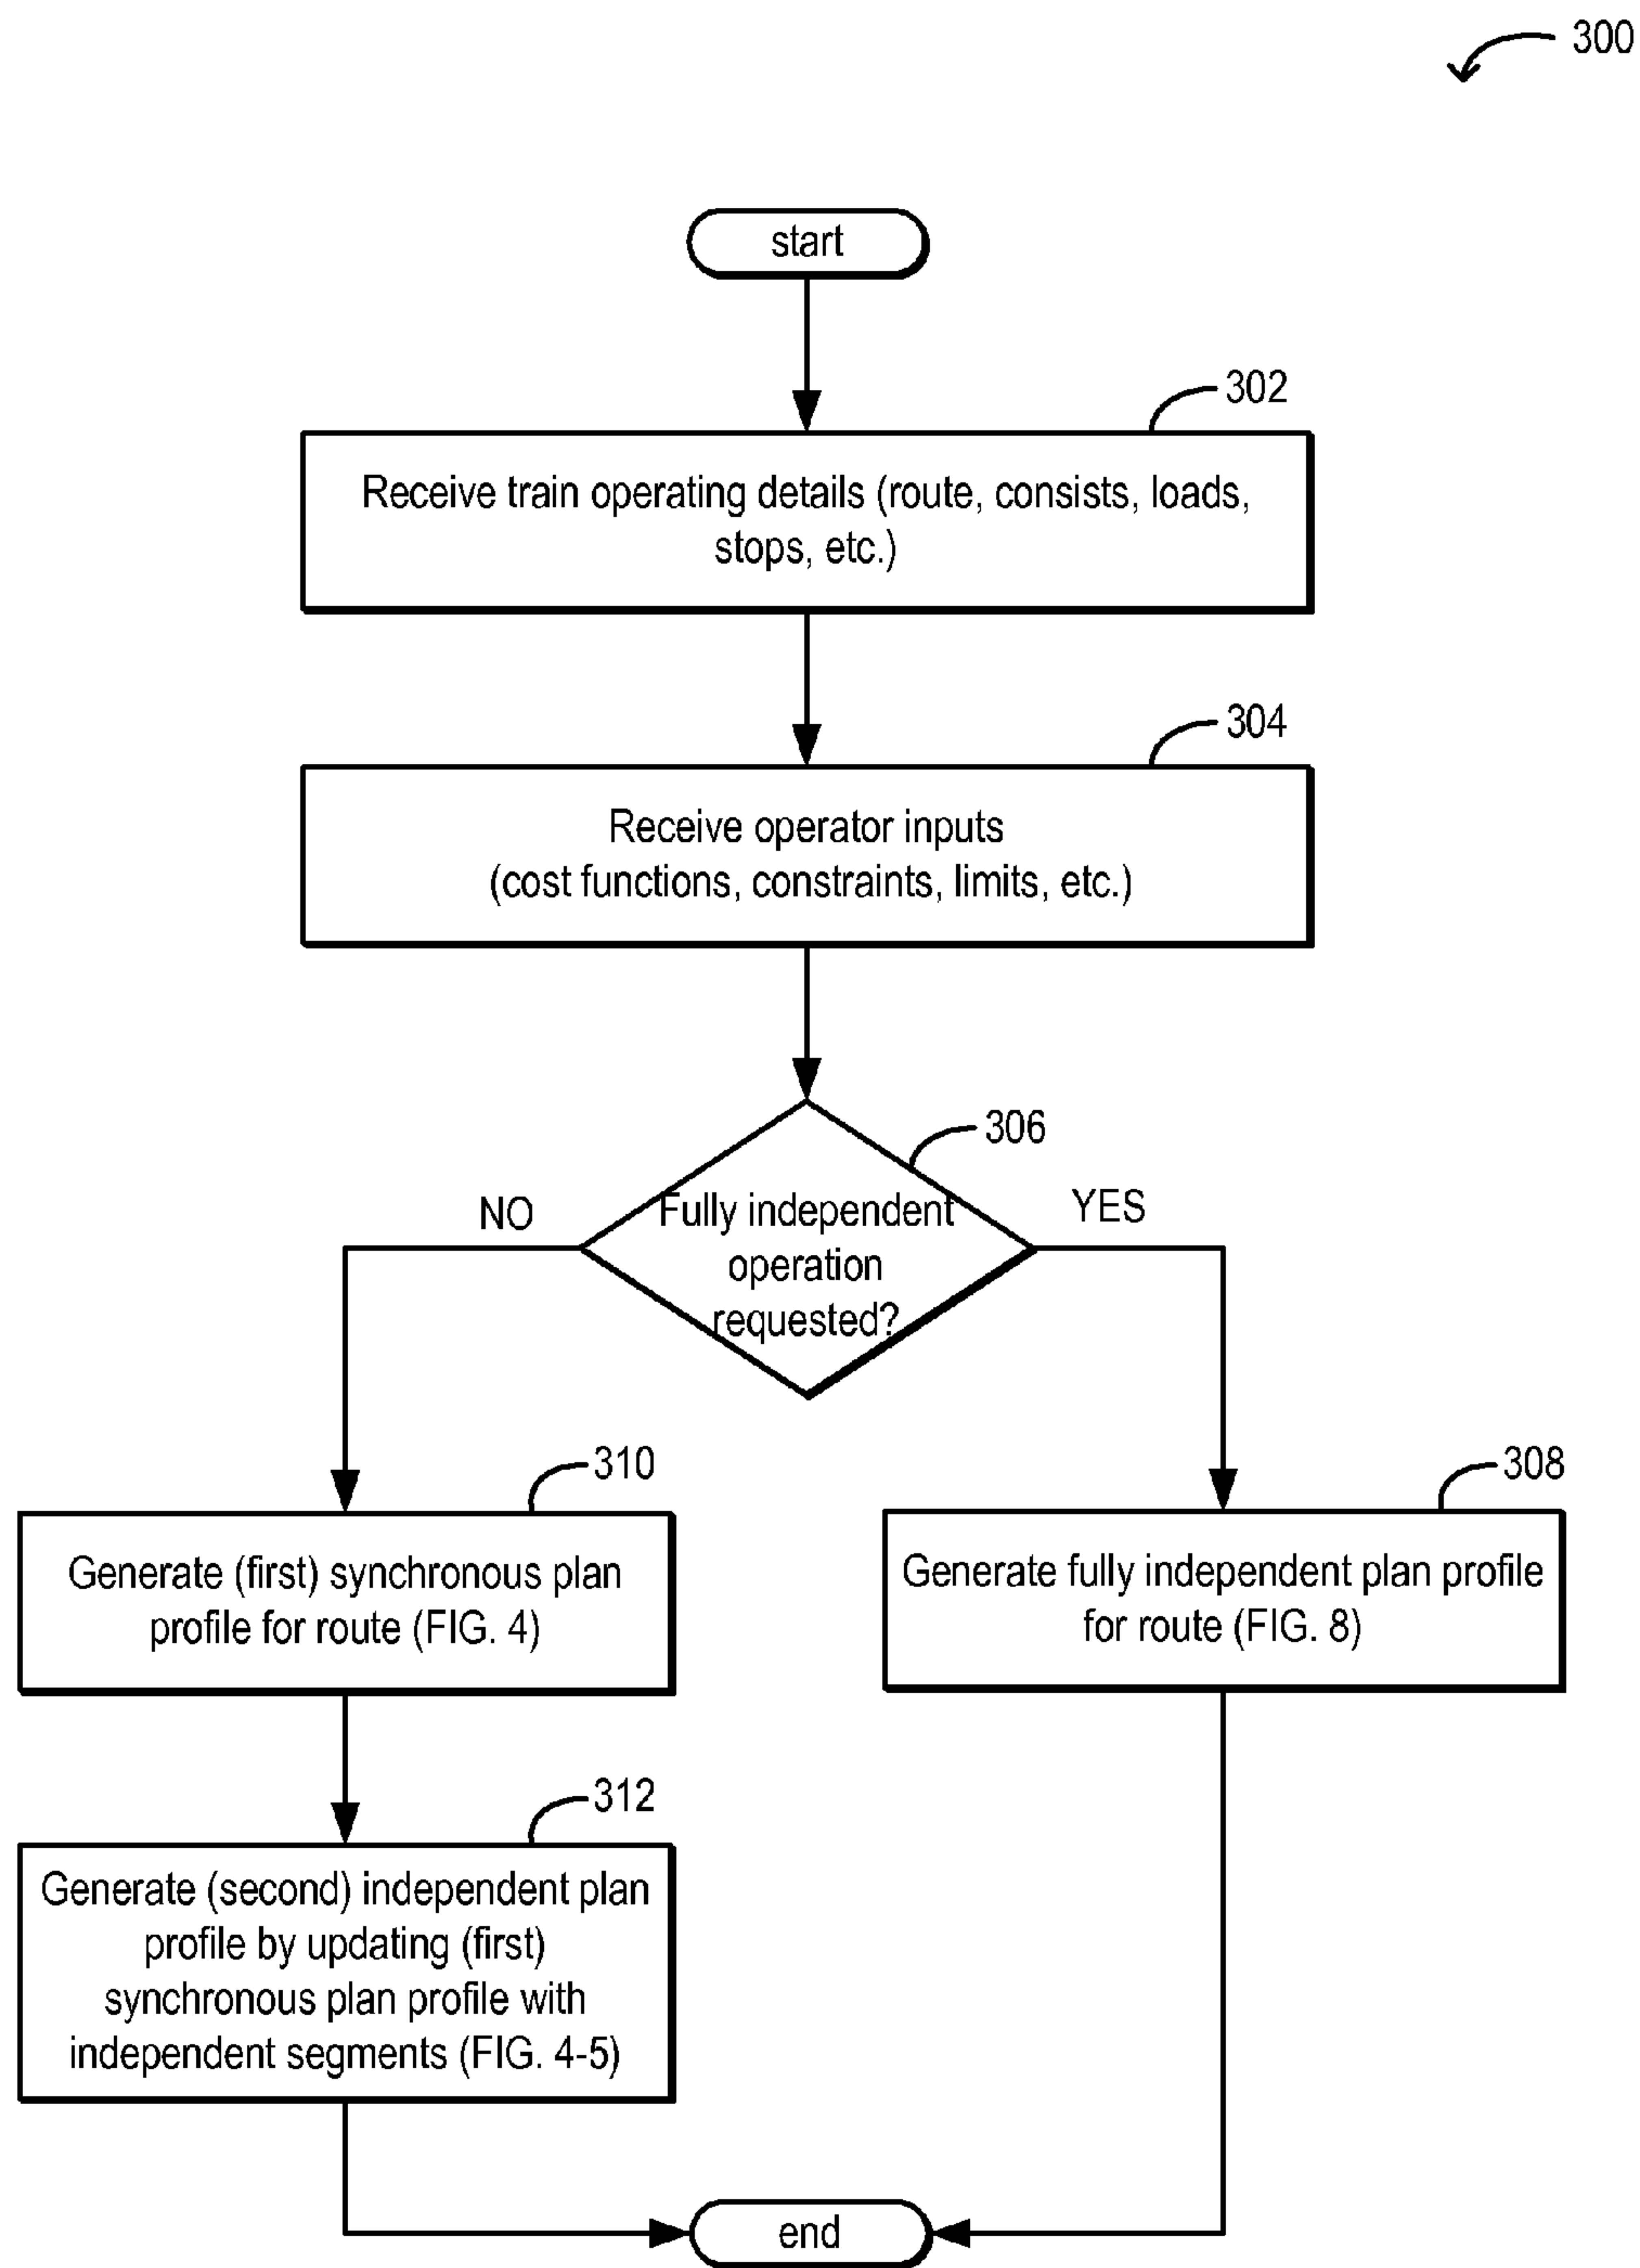 300
start
302
Receive train operating details (route, consists, loads,
stops, etc.)
304
Receive operator inputs
(cost functions, constraints, limits, etc.)
306
NO
Fully independent
operation
requested?
YES
310
Generate (first) synchronous plan
profile for route (FIG. 4)
308
Generate fully independent plan profile
for route (FIG. 8)
312
Generate (second) independent plan
profile by updating (first)
synchronous plan profile with
independent segments (FIG. 4-5)
end